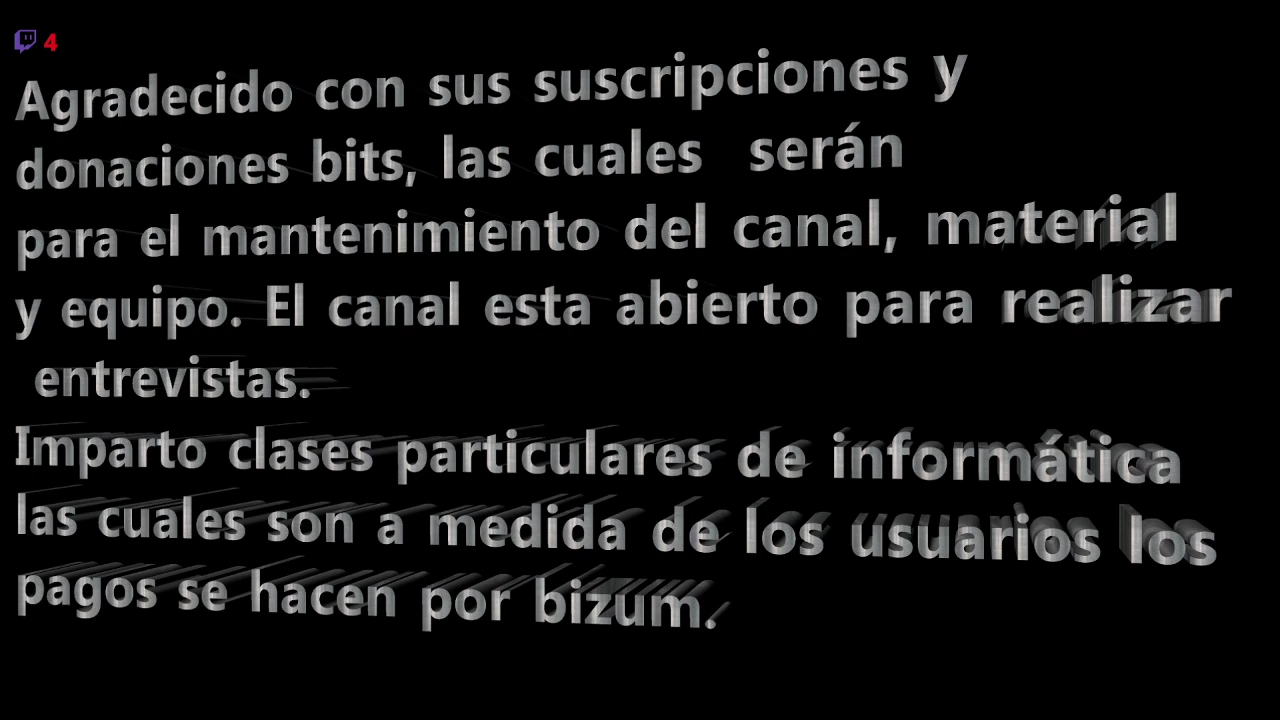 4
Agradecido con sus suscripciones y
donaciones bits, las cuales serán
para el mantenimiento del canal, material
y equipo. El canal esta abierto para realizar
entrevistas.
Imparto clases particulares de informática
las cuales son a medida de los usuarios los
pagos se hacen por bizum.